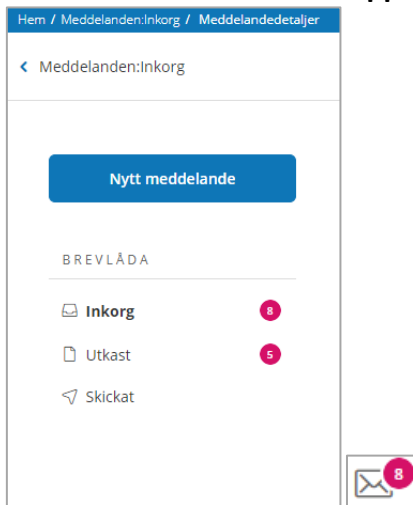 Hem / Meddelanden:Inkorg / Meddelandedetaljer
Meddelanden:Inkorg
Nytt meddelande
BREVLÅDA
Inkorg 8
Utkast 5
Skickat
8